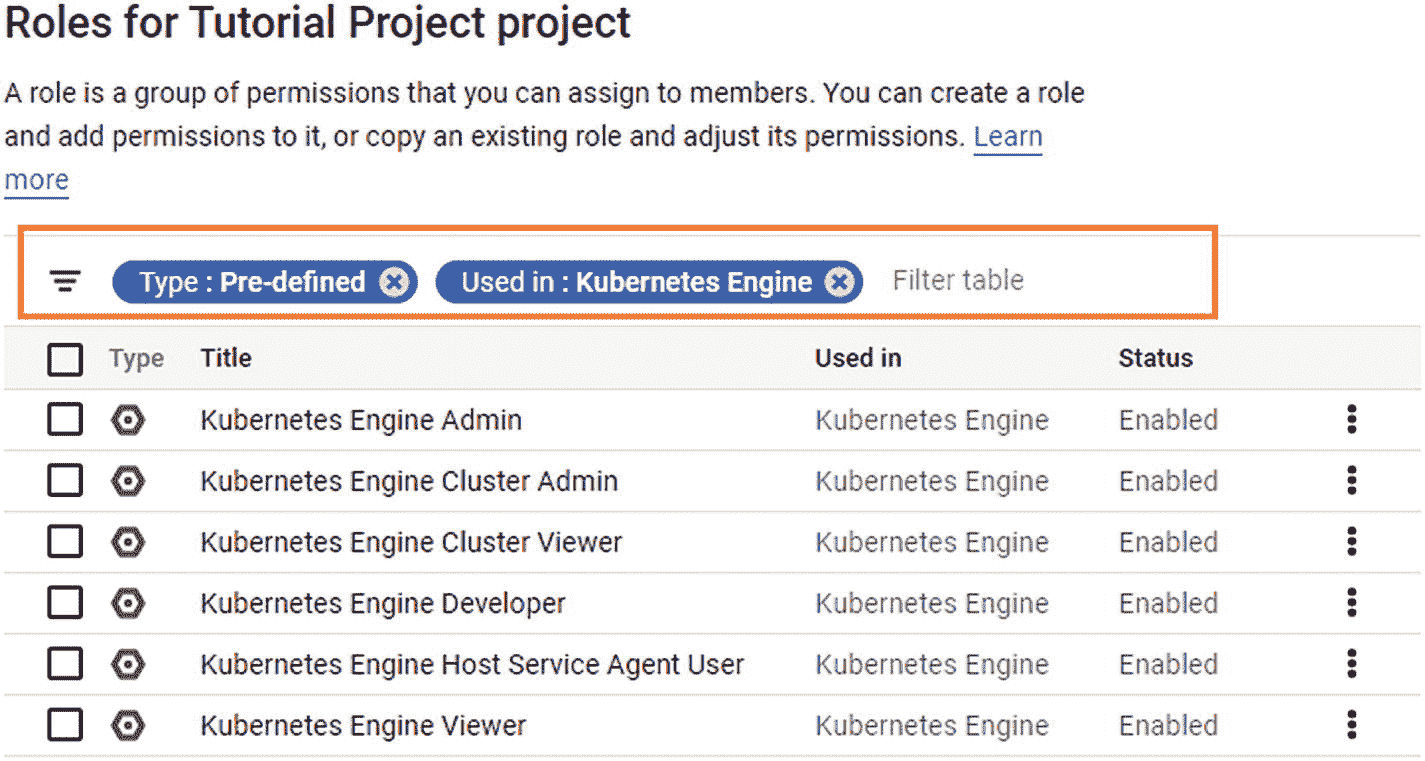 Roles for Tutorial Project project
A role is a group of permissions that you can assign to members. You can create a role
and add permissions to it, or copy an existing role and adjust its permissions. Learn
more
Type : Pre-defined Used in : Kubernetes Engine Filter table
Type Title Used in Status
Kubernetes Engine Admin Kubernetes Engine Enabled
Kubernetes Engine Cluster Admin Kubernetes Engine Enabled
Kubernetes Engine Cluster Viewer Kubernetes Engine Enabled
Kubernetes Engine Developer Kubernetes Engine Enabled
Kubernetes Engine Host Service Agent User Kubernetes Engine Enabled
Kubernetes Engine Viewer Kubernetes Engine Enabled